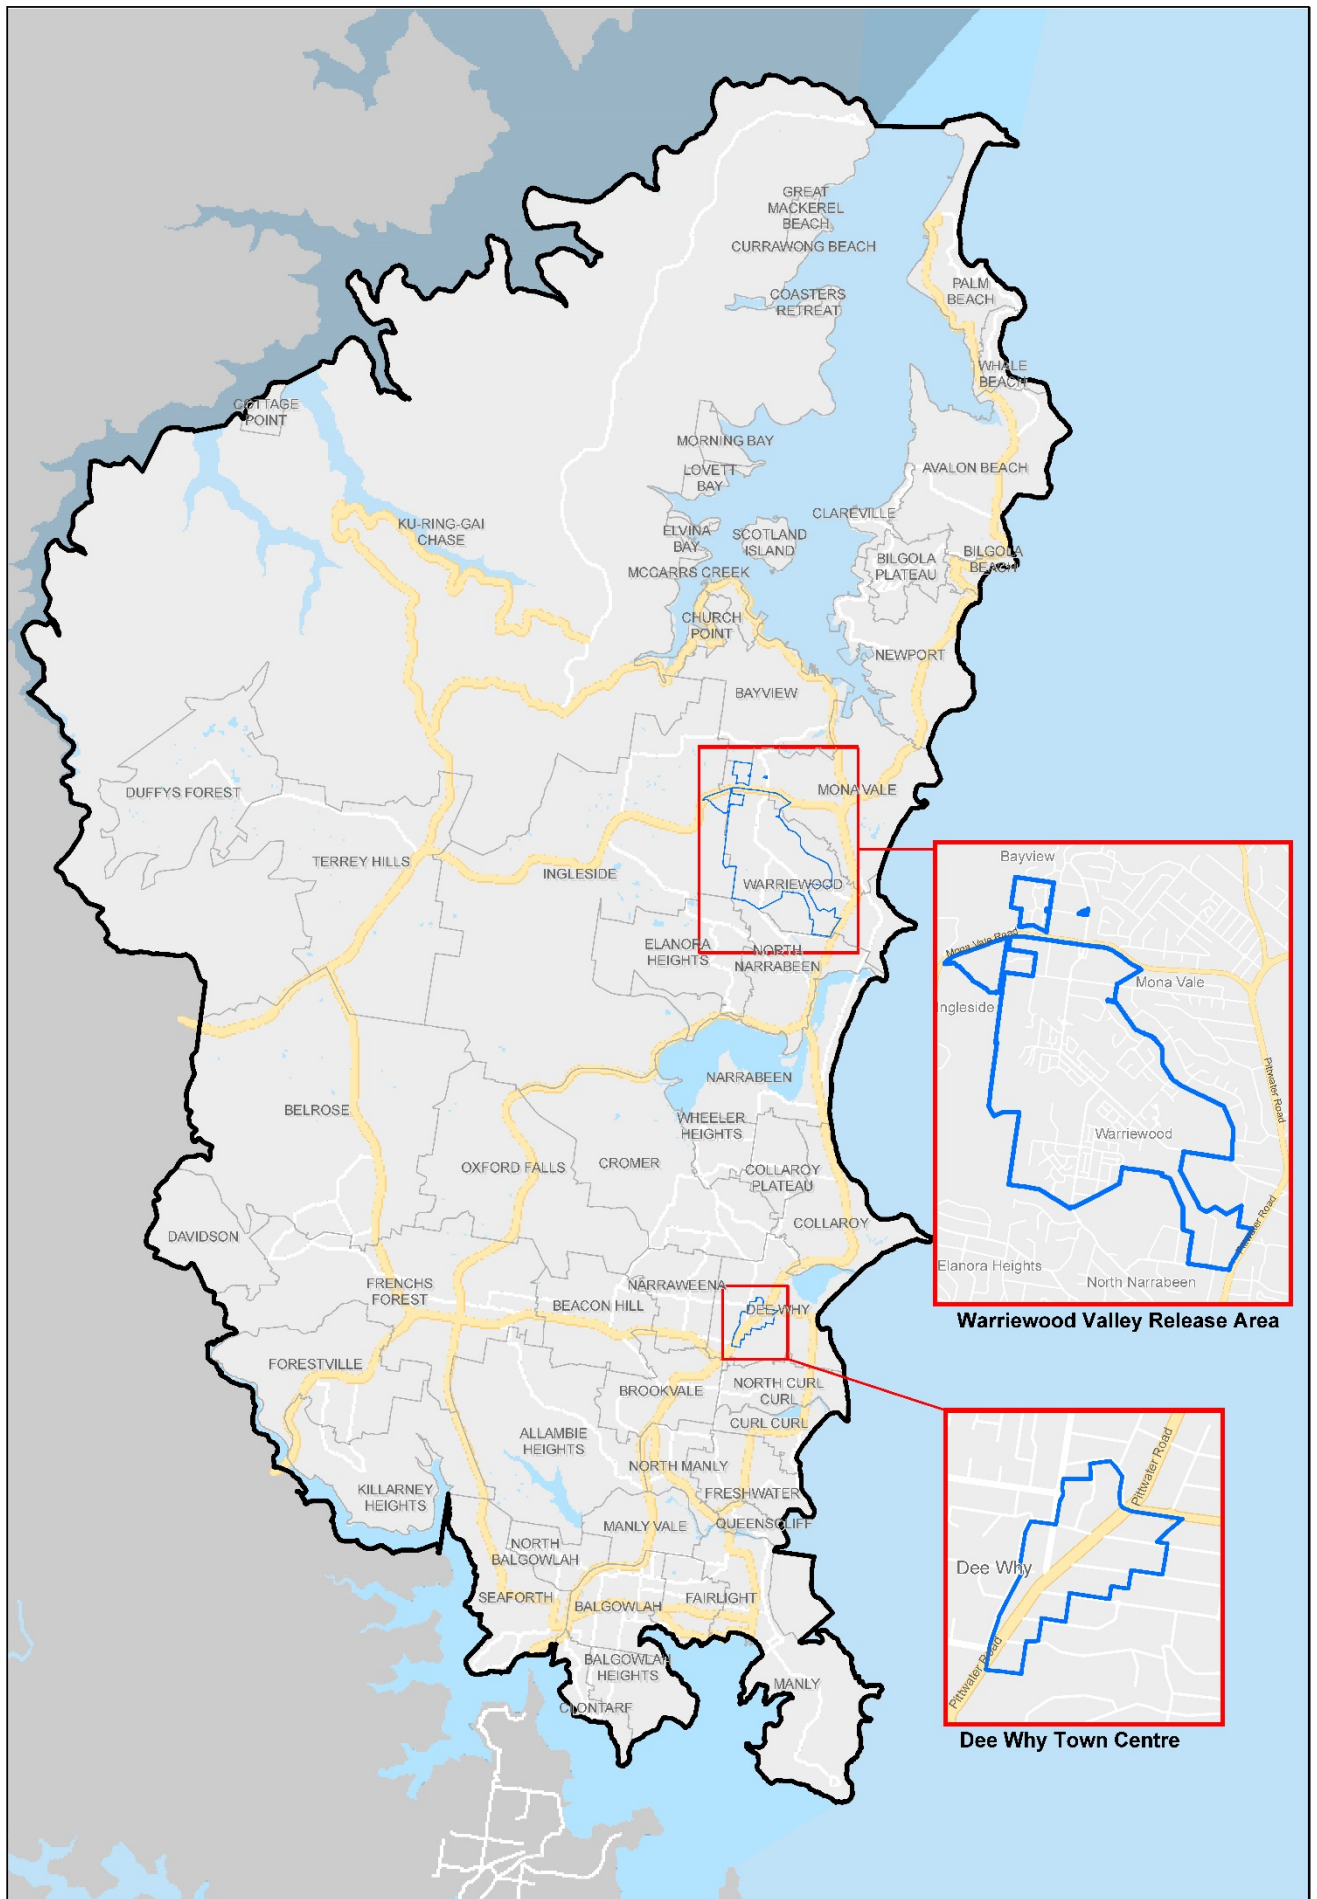 GREAT
MACKEREL
BEACH
CURRAWONG BEACH
COASTERS
RETREAT
PALM
BEACH
WHALE
BEACH
COTTAGE
POINT
MORNING BAY
LOVETT
BAY
AVALON BEACH
CLAREVILLE
KU-RING-GAI
CHASE
ELVINA
BAY
SCOTLAND
ISLAND
BILGOLA
PLATEAU
BILGOLA
BEACH
MCCARRS CREEK
CHURCH
POINT
NEWPORT
BAYVIEW
DUFFYS FOREST
MONA VALE
TERREY HILLS
INGLESIDE
WARRIEWOOD
ELANORA
HEIGHTS
NORTH
NARRABEEN
NARRABEEN
BELROSE
WHEELER
HEIGHTS
OXFORD FALLS
CROMER
COLLAROY
PLATEAU
DAVIDSON
COLLAROY
FRENCHS
FOREST
NARRAWEENA
BEACON HILL
DEE WHY
FORESTVILLE
BROOKVALE
NORTH CURL
CURL
CURL CURL
ALLAMBIE
HEIGHTS
NORTH MANLY
KILLARNEY
HEIGHTS
FRESHWATER
QUEENSCLIFF
MANLY VALE
NORTH
BALGOWLAH
SEAFORTH
BALGOWLAH
FAIRLIGHT
BALGOWLAH
HEIGHTS
MANLY
CLONTARF
Bayview
Mona Vale Road
Mona Vale
Ingleside
Pittwater Road
Warriewood
Pittwater Road
Elanora Heights
North Narrabeen
Warriewood Valley Release Area
Pittwater Road
Dee Why
Pittwater Road
Dee Why Town Centre